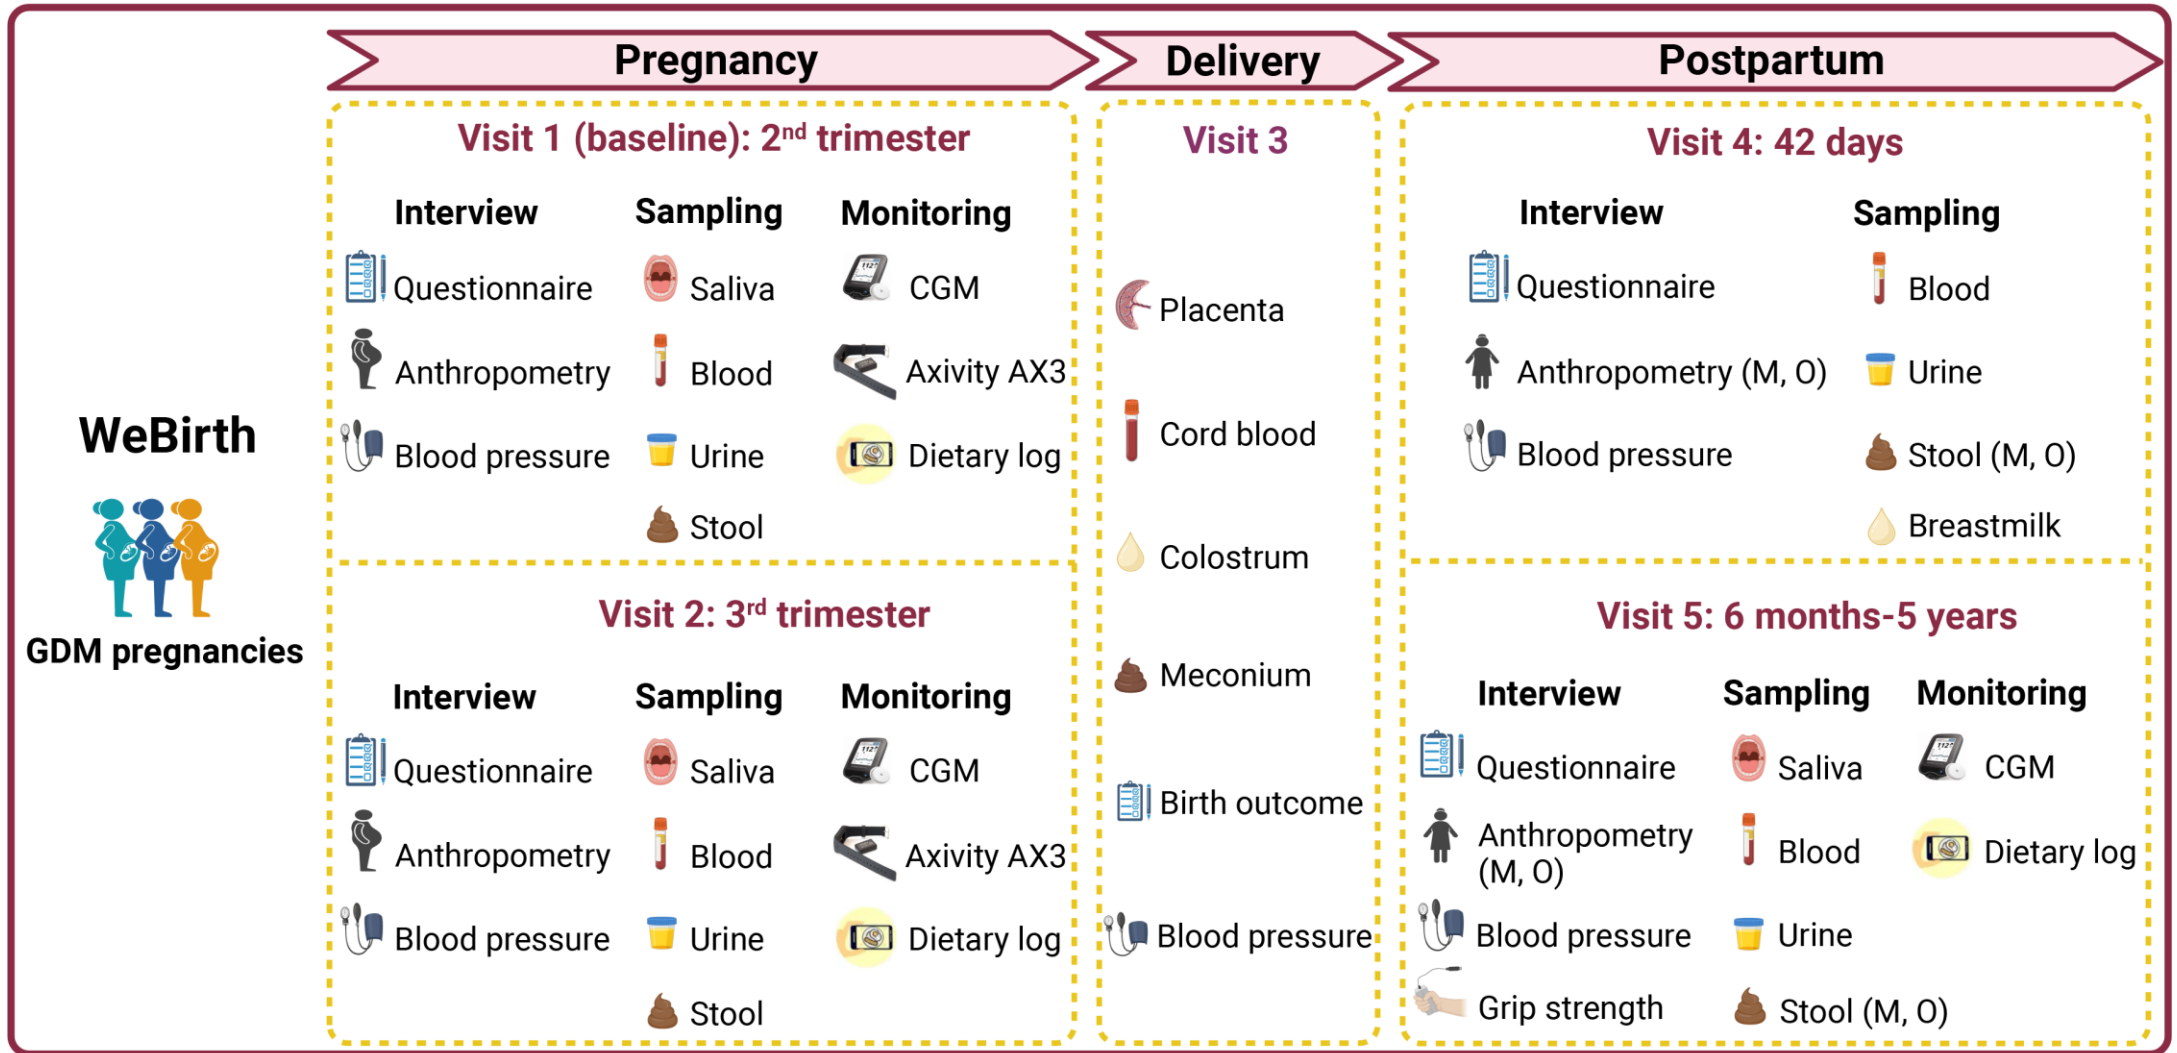 Pregnancy
Delivery
Postpartum
WeBirth
GDM pregnancies
Visit 1 (baseline): 2nd trimester
Interview
Questionnaire
Anthropometry
Blood pressure
Sampling
Saliva
Blood
Urine
Stool
Monitoring
CGM
Axivity AX3
Dietary log
Visit 2: 3rd trimester
Interview
Questionnaire
Anthropometry
Blood pressure
Sampling
Saliva
Blood
Urine
Stool
Monitoring
CGM
Axivity AX3
Dietary log
Visit 3
Placenta
Cord blood
Colostrum
Meconium
Birth outcome
Blood pressure
Visit 4: 42 days
Interview
Questionnaire
Anthropometry (M, O)
Blood pressure
Sampling
Blood
Urine
Stool (M, O)
Breastmilk
Visit 5: 6 months-5 years
Interview
Questionnaire
Anthropometry
(M, O)
Blood pressure
Grip strength
Sampling
Saliva
Blood
Urine
Stool (M, O)
Monitoring
CGM
Dietary log